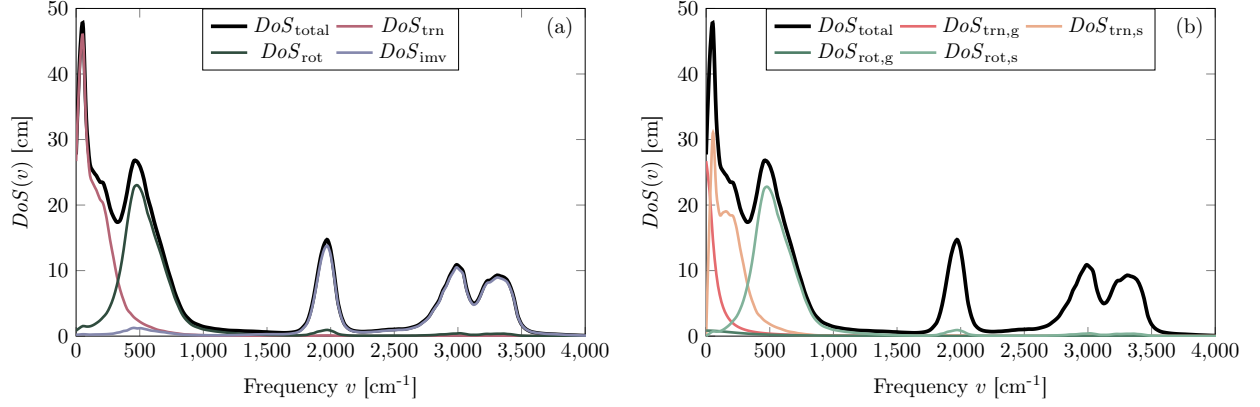 DoS_total DoS_trn
DoS_rot DoS_imv
(a)
DoS(v) [cm]
50
40
30
20
10
0
0 500 1,000 1,500 2,000 2,500 3,000 3,500 4,000
Frequency v [cm^-1]
DoS_total DoS_trn,g DoS_trn,s
DoS_rot,g DoS_rot,s
(b)
DoS(v) [cm]
50
40
30
20
10
0
0 500 1,000 1,500 2,000 2,500 3,000 3,500 4,000
Frequency v [cm^-1]